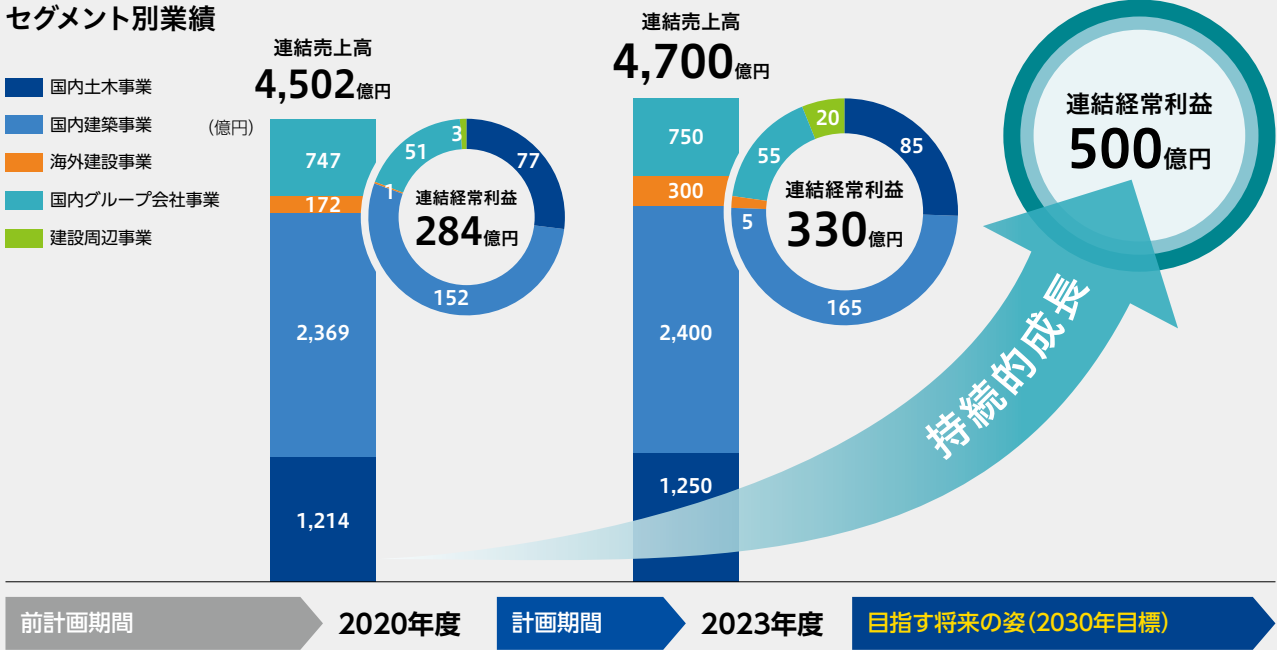 セグメント別業績
国内土木事業
国内建築事業
海外建設事業
国内グループ会社事業
建設周辺事業
(億円)
連結売上高
4,502億円
747
172
2,369
1,214
3
51
77
1
連結経常利益
284億円
152
連結売上高
4,700億円
750
300
2,400
1,250
20
55
85
連結経常利益
330億円
5
165
連結経常利益
500億円
持続的成長
前計画期間
2020年度
計画期間
2023年度
目指す将来の姿(2030年目標)